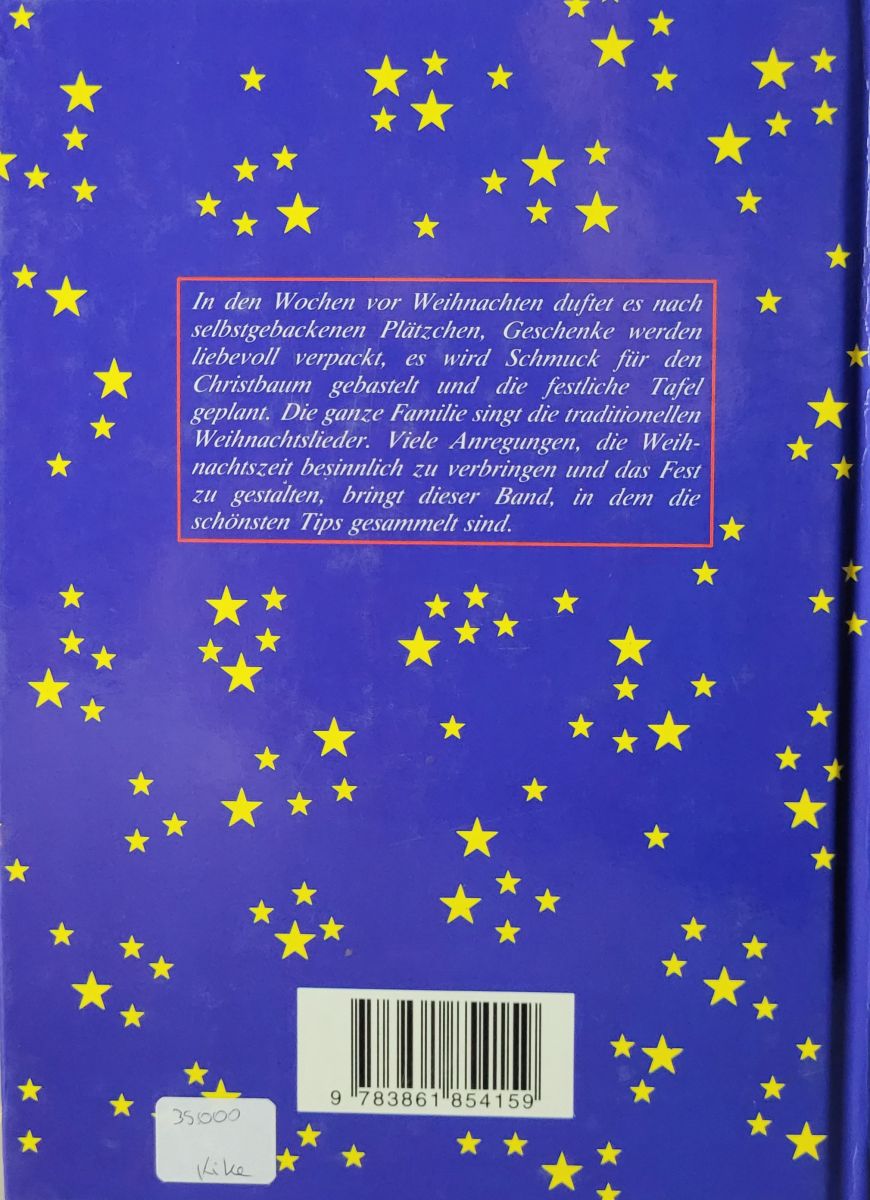 In den Wochen vor Weihnachten duftet es nach
selbstgebackenen Plätzchen, Geschenke werden
liebevoll verpackt, es wird Schmuck für den
Christbaum gebastelt und die festliche Tafel
geplant. Die ganze Familie singt die traditionellen
Weihnachtslieder. Viele Anregungen, die Weih-
nachtszeit besinnlich zu verbringen und das Fest
zu gestalten, bringt dieser Band, in dem die
schönsten Tips gesammelt sind.
9 783861 854159
35000
Kike